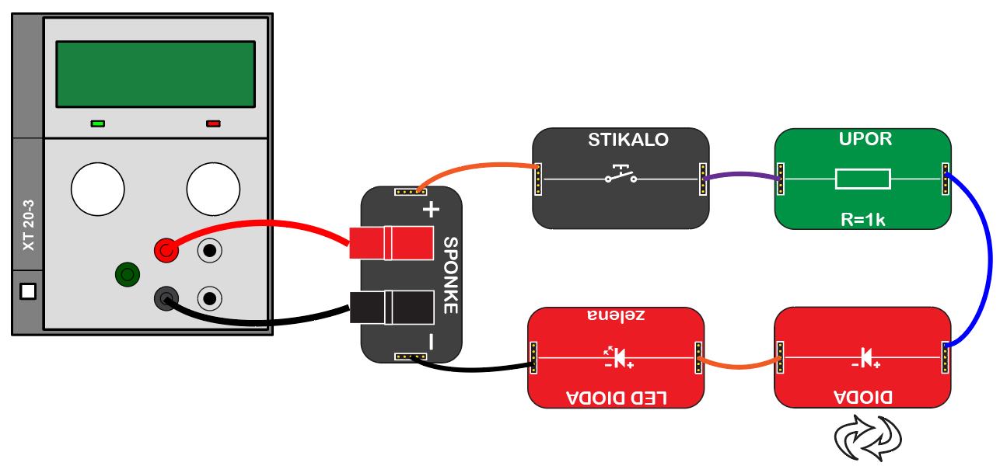 XT 20-3
+
SPONKE
–
STIKALO
UPOR
R=1k
zelena
- +
LED DIODA
- +
DIODA